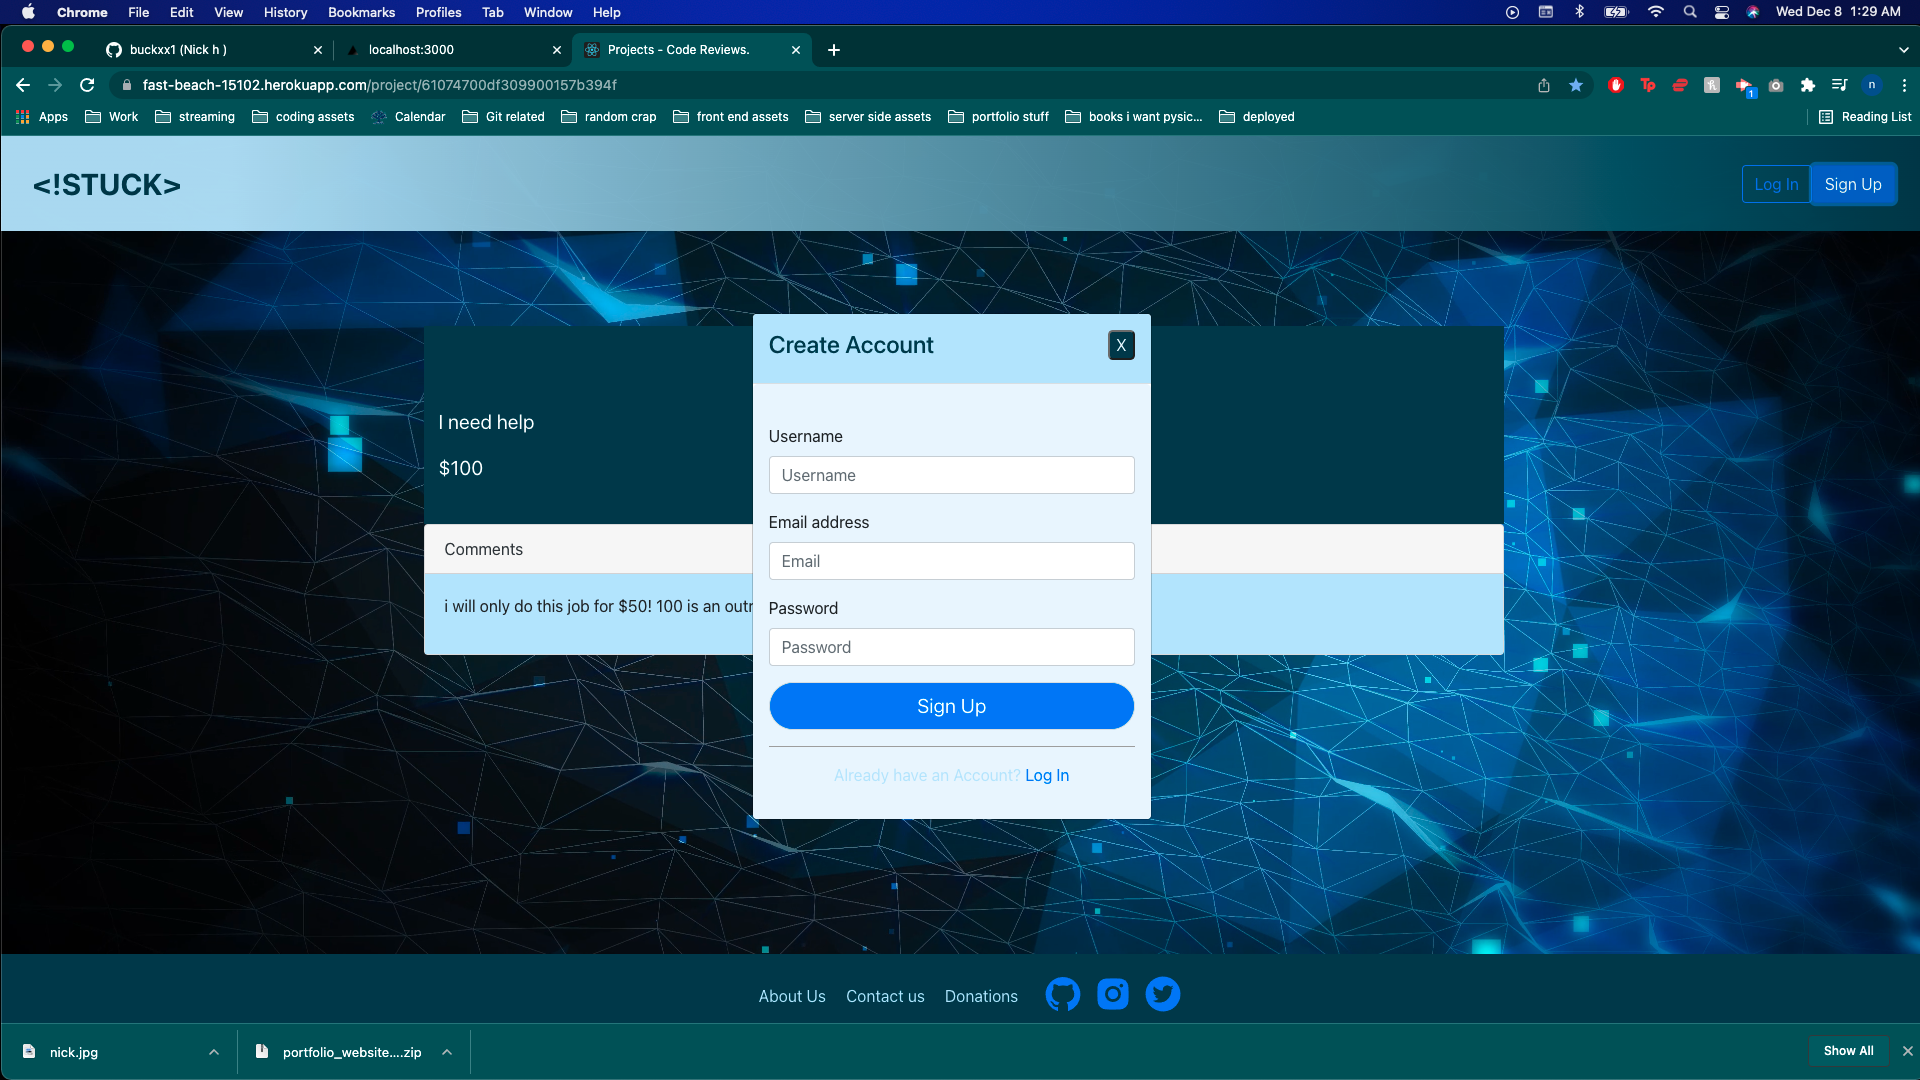 Chrome File Edit View History Bookmarks Profiles Tab Window Help Wed Dec 8 1:29 AM
buckxx1 (Nick h ) localhost:3000 Projects - Code Reviews.
fast-beach-15102.herokuapp.com/project/61074700df309900157b394f Tp 1 n
Apps Work streaming coding assets Calendar Git related random crap front end assets server side assets portfolio stuff books i want pysic... deployed Reading List
<!STUCK> Log In Sign Up
Create Account X
I need help
$100
Username
Username
Email address
Email
Comments
i will only do this job for $50! 100 is an
Password
Password
Sign Up
Already have an Account? Log In
About Us Contact us Donations
nick.jpg portfolio_website....zip Show All